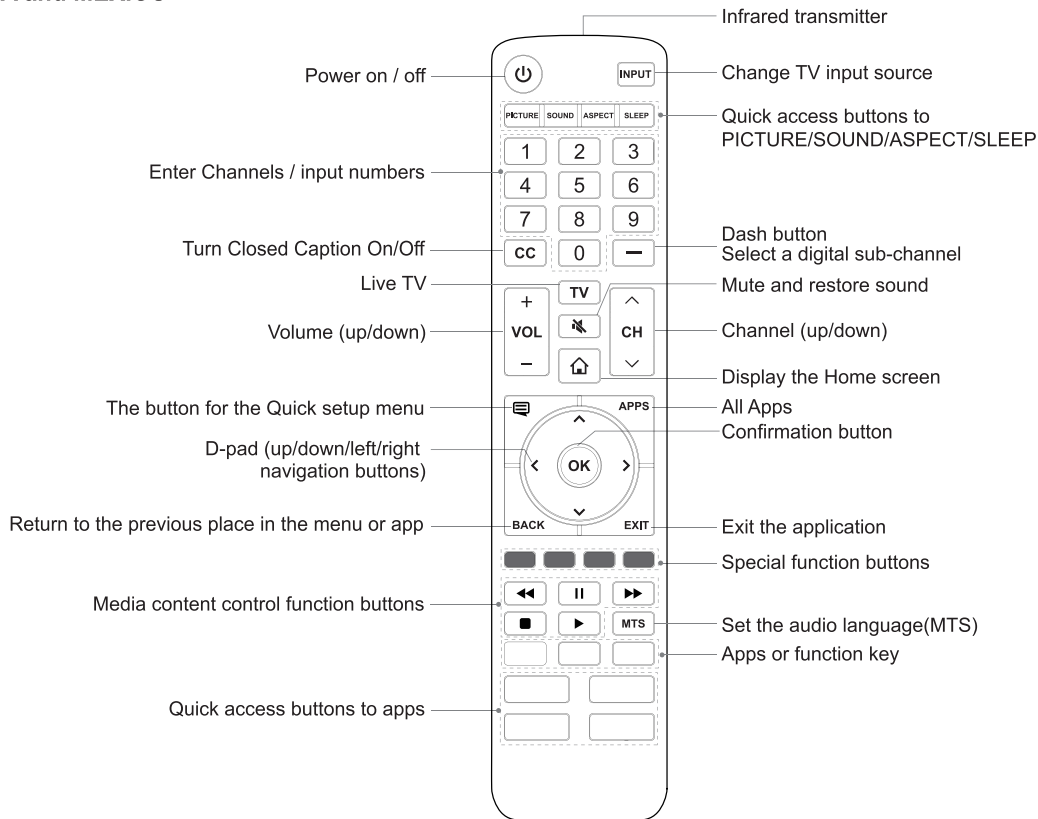 Infrared transmitter
Power on / off
INPUT
Change TV input source
PICTURE SOUND ASPECT SLEEP
Quick access buttons to
PICTURE/SOUND/ASPECT/SLEEP
1 2 3
Enter Channels / input numbers
4 5 6
7 8 9
Turn Closed Caption On/Off
CC 0 —
Dash button
Select a digital sub-channel
Live TV
TV
Mute and restore sound
+
Volume (up/down)
VOL
CH
Channel (up/down)
–
Display the Home screen
The button for the Quick setup menu
APPS
All Apps
D-pad (up/down/left/right
navigation buttons)
OK
Confirmation button
Return to the previous place in the menu or app
BACK
EXIT
Exit the application
Special function buttons
Media content control function buttons
MTS
Set the audio language(MTS)
Apps or function key
Quick access buttons to apps